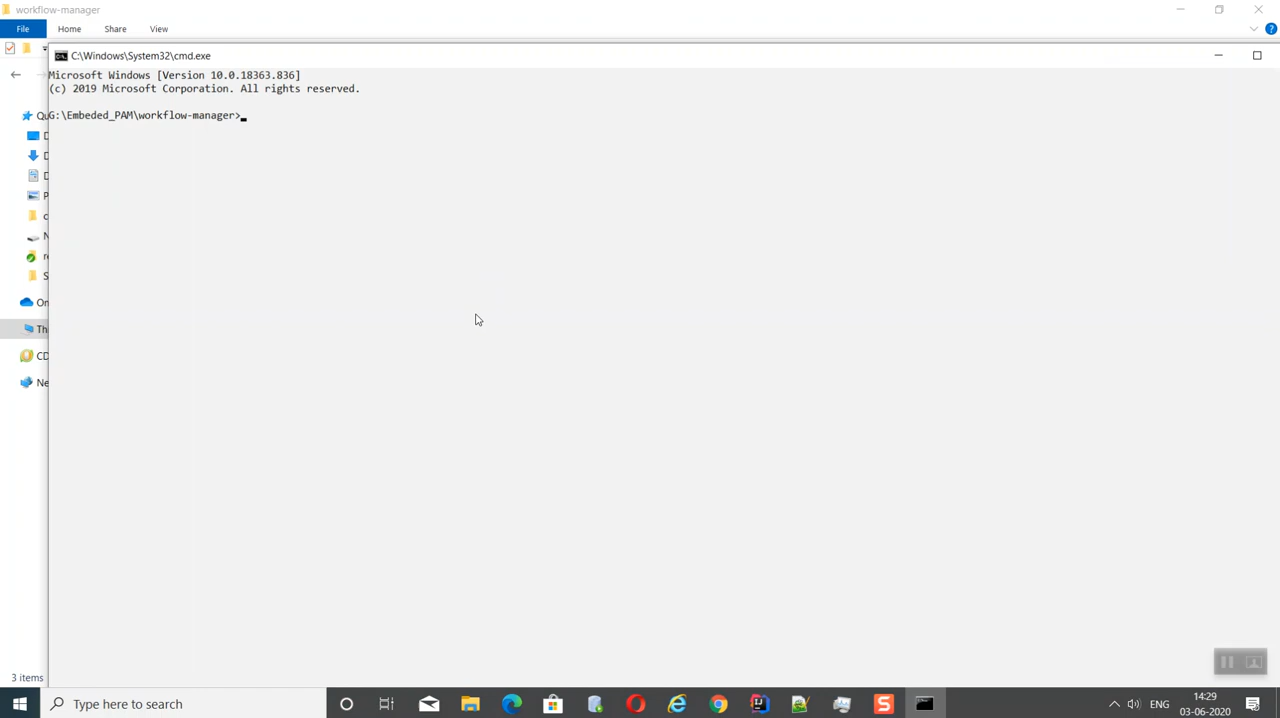 workflow-manager
File Home Share View
C:\Windows\System32\cmd.exe
Microsoft Windows [Version 10.0.18363.836]
(c) 2019 Microsoft Corporation. All rights reserved.
G:\Embeded_PAM\workflow-manager>
3 items
Type here to search
ENG
14:29
03-06-2020